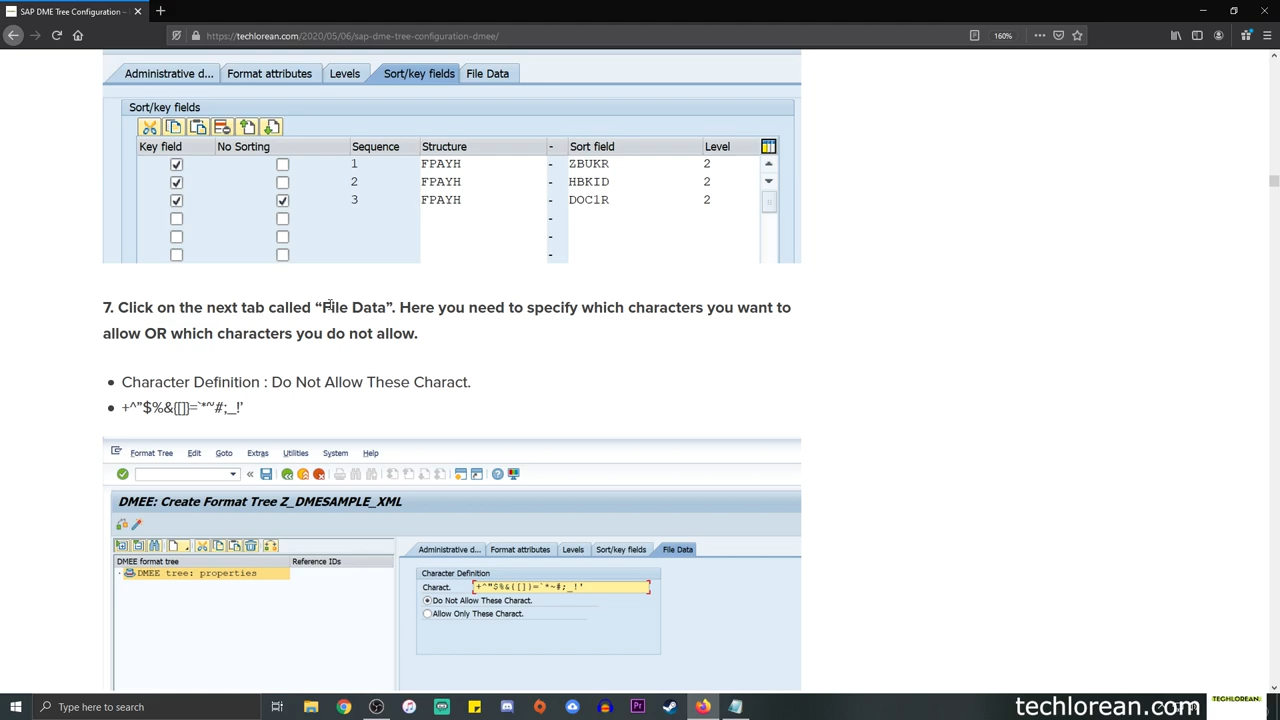 SAP DME Tree Configuration –
https://techlorean.com/2020/05/06/sap-dme-tree-configuration-dmee/
160%
Administrative d...
Format attributes
Levels
Sort/key fields
File Data
Sort/key fields
Key field No Sorting Sequence Structure - Sort field Level
1 FPAYH - ZBUKR 2
2 FPAYH - HBKID 2
3 FPAYH - DOC1R 2
-
-
-
7. Click on the next tab called “File Data”. Here you need to specify which characters you want to
allow OR which characters you do not allow.
Character Definition : Do Not Allow These Charact.
+^”$%&{[]}=`*~#;_!’
Format Tree Edit Goto Extras Utilities System Help
DMEE: Create Format Tree Z_DMESAMPLE_XML
DMEE format tree Reference IDs
DMEE tree: properties
Administrative d...
Format attributes
Levels
Sort/key fields
File Data
Character Definition
Charact. +^"$%&{[]}=`*~#;_!'
Do Not Allow These Charact.
Allow Only These Charact.
Type here to search
techlorean.com
TECHLOREAN.